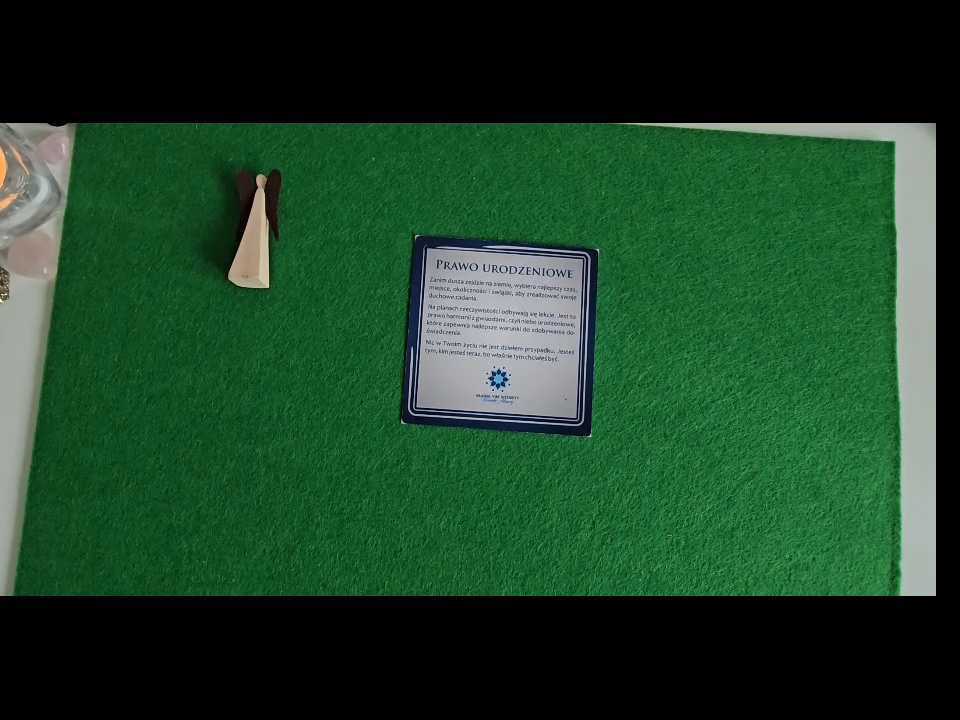 PRAWO URODZENIOWE
Zanim dusza zejdzie na ziemię, wybiera najlepszy czas,
miejsce, okoliczności i związki, aby zrealizować swoje
duchowe zadania.
Na planach rzeczywistości odbywają się lekcje. Jest to
prawo harmonii z gwiazdami, czyli niebo urodzeniowe,
które zapewnia najlepsze warunki do zdobywania do-
świadczenia.
Nic w Twoim życiu nie jest dziełem przypadku. Jesteś
tym, kim jesteś teraz, bo właśnie tym chciałeś być.